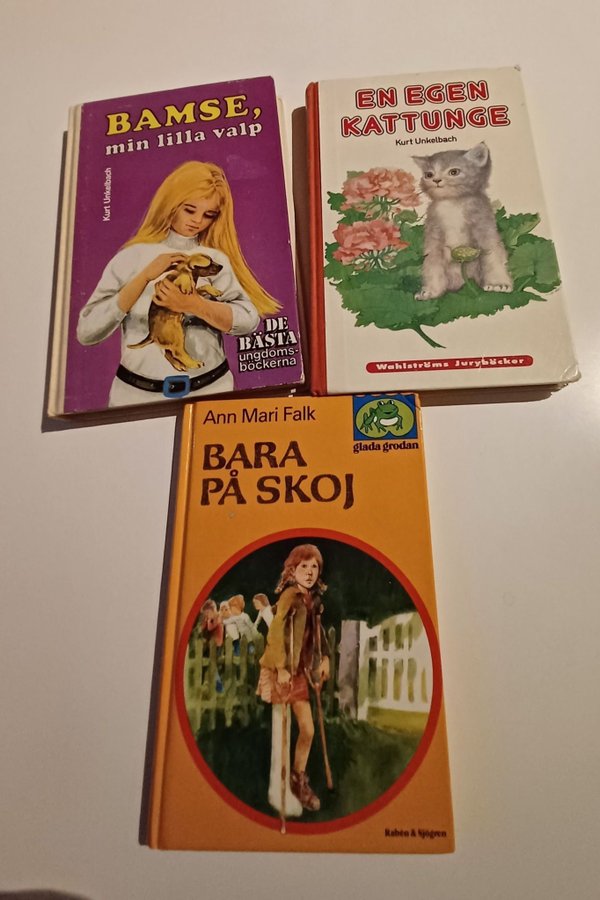 BAMSE,
min lilla valp
Kurt Unkelbach
DE
BÄSTA
ungdoms-
böckerna
EN EGEN
KATTUNGE
Kurt Unkelbach
Wahlströms Juryböcker
Ann Mari Falk
glada grodan
BARA
PÅ SKOJ
Rabén & Sjögren